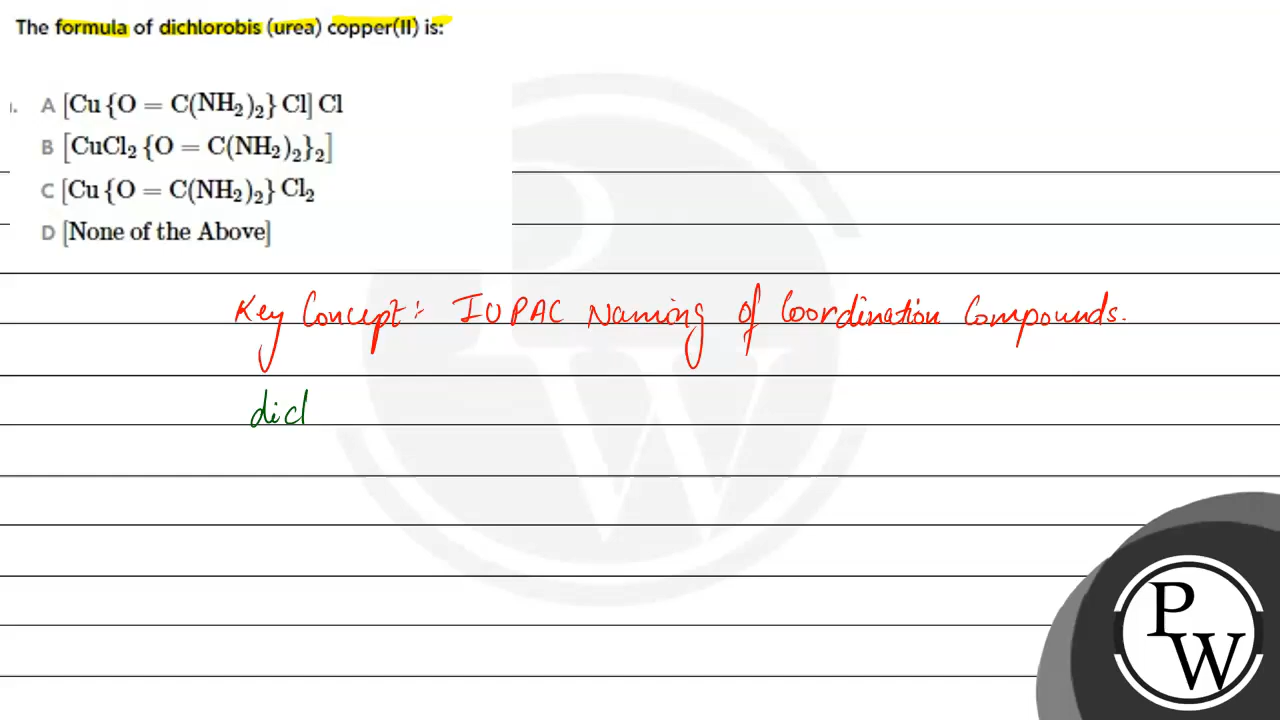 The formula of dichlorobis (urea) copper(II) is:
A [Cu {O = C(NH₂)₂} Cl] Cl
B [CuCl₂ {O = C(NH₂)₂}₂]
C [Cu {O = C(NH₂)₂} Cl₂
D [None of the Above]
Key Concept:- IUPAC Naming of Coordination Compounds.
dicl
PW
PW